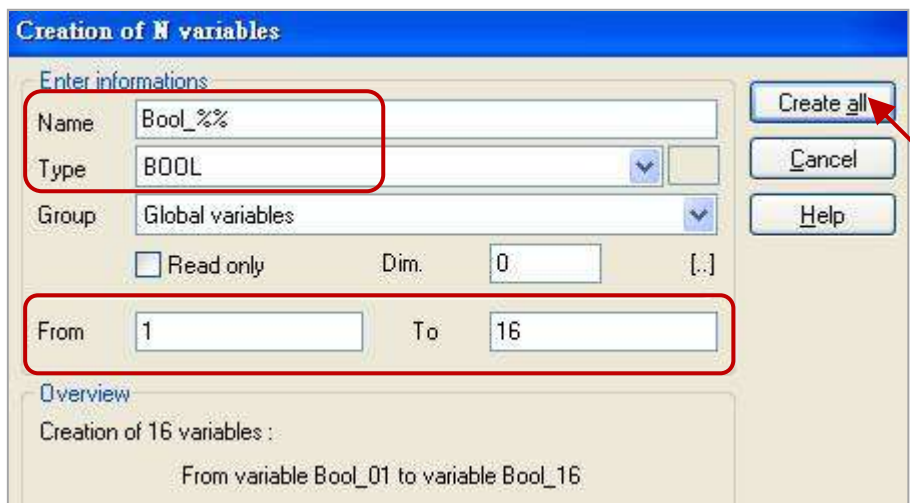 Creation of N variables
Enter informations
Name Bool_%% Create all
Type BOOL Cancel
Group Global variables Help
Read only Dim. 0 [..]
From 1 To 16
Overview
Creation of 16 variables :
From variable Bool_01 to variable Bool_16